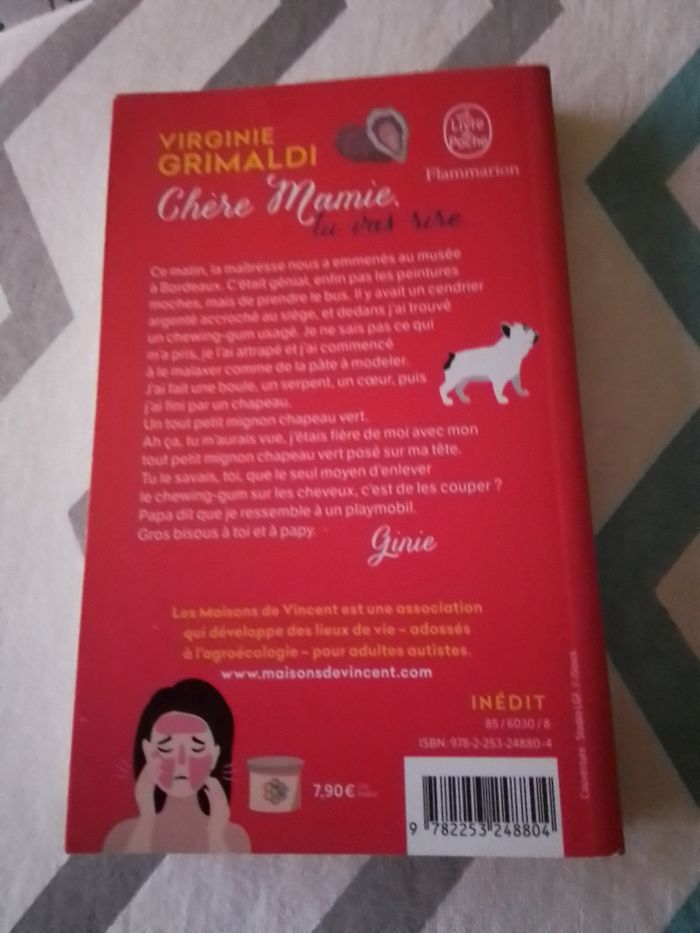 VIRGINIE
GRIMALDI
Le Livre de Poche
Flammarion
Chère Mamie,
tu vas rire
Ce matin, la maîtresse nous a emmenés au musée
à Bordeaux. C'était génial, enfin pas les peintures
moches, mais de prendre le bus. Il y avait un cendrier
argenté accroché au siège, et dedans j'ai trouvé
un chewing-gum usagé. Je ne sais pas ce qui
m'a pris, je l'ai attrapé et j'ai commencé
à le malaxer comme de la pâte à modeler.
J'ai fait une boule, un serpent, un cœur, puis
j'ai fini par un chapeau.
Un tout petit mignon chapeau vert.
Ah ça, tu m'aurais vue, j'étais fière de moi avec mon
tout petit mignon chapeau vert posé sur ma tête.
Tu le savais, toi, que le seul moyen d'enlever
le chewing-gum sur les cheveux, c'est de les couper ?
Papa dit que je ressemble à un playmobil.
Gros bisous à toi et à papy.
Ginie
Les Maisons de Vincent est une association
qui développe des lieux de vie – adossés
à l'agroécologie – pour adultes autistes.
www.maisonsdevincent.com
INÉDIT
85 / 6030 / 8
ISBN : 978-2-253-24880-4
7,90 €
9 782253 248804
Couverture : Studio LGF. © iStock.